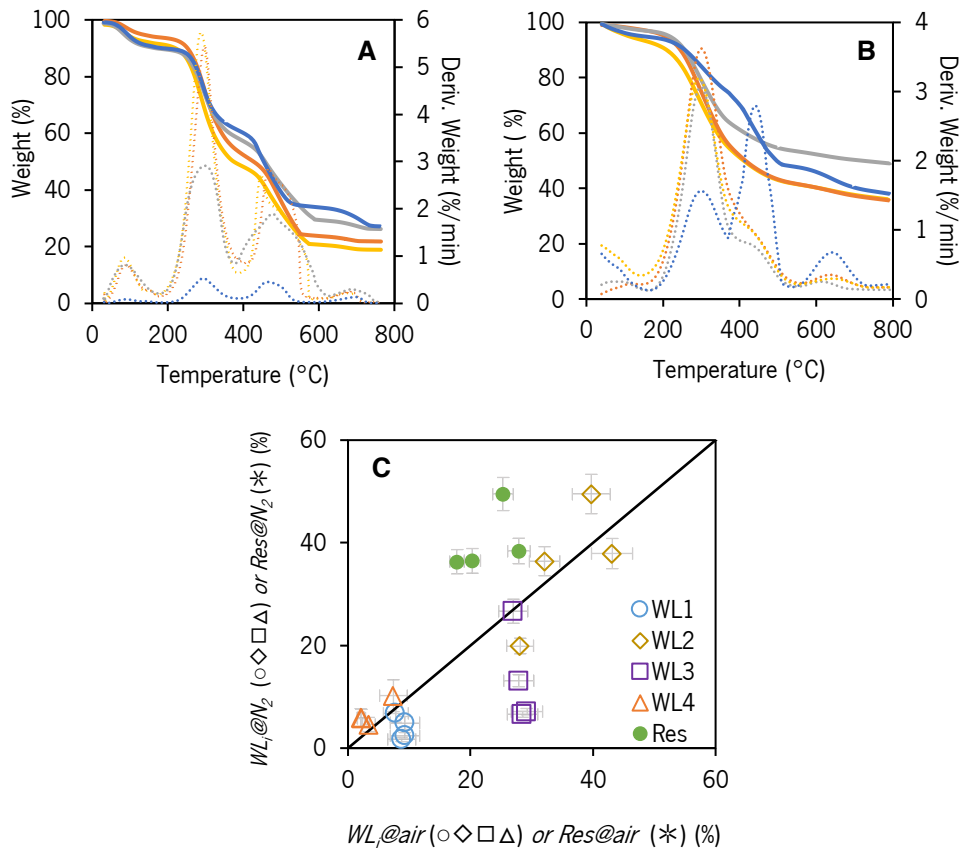 A
Weight (%)
100
80
60
40
20
0
6
5
4
3
2
1
0
Deriv. Weight (%/ min)
0 200 400 600 800
Temperature (°C)
B
Weight ( %)
100
80
60
40
20
0
4
3
2
1
0
Deriv. Weight (%/ min)
0 200 400 600 800
Temperature (°C)
C
WLᵢ@N₂ (○◇□△) or Res@N₂ (✳) (%)
60
40
20
0
WL1
WL2
WL3
WL4
Res
0 20 40 60
WLᵢ@air (○◇□△) or Res@air (✳) (%)